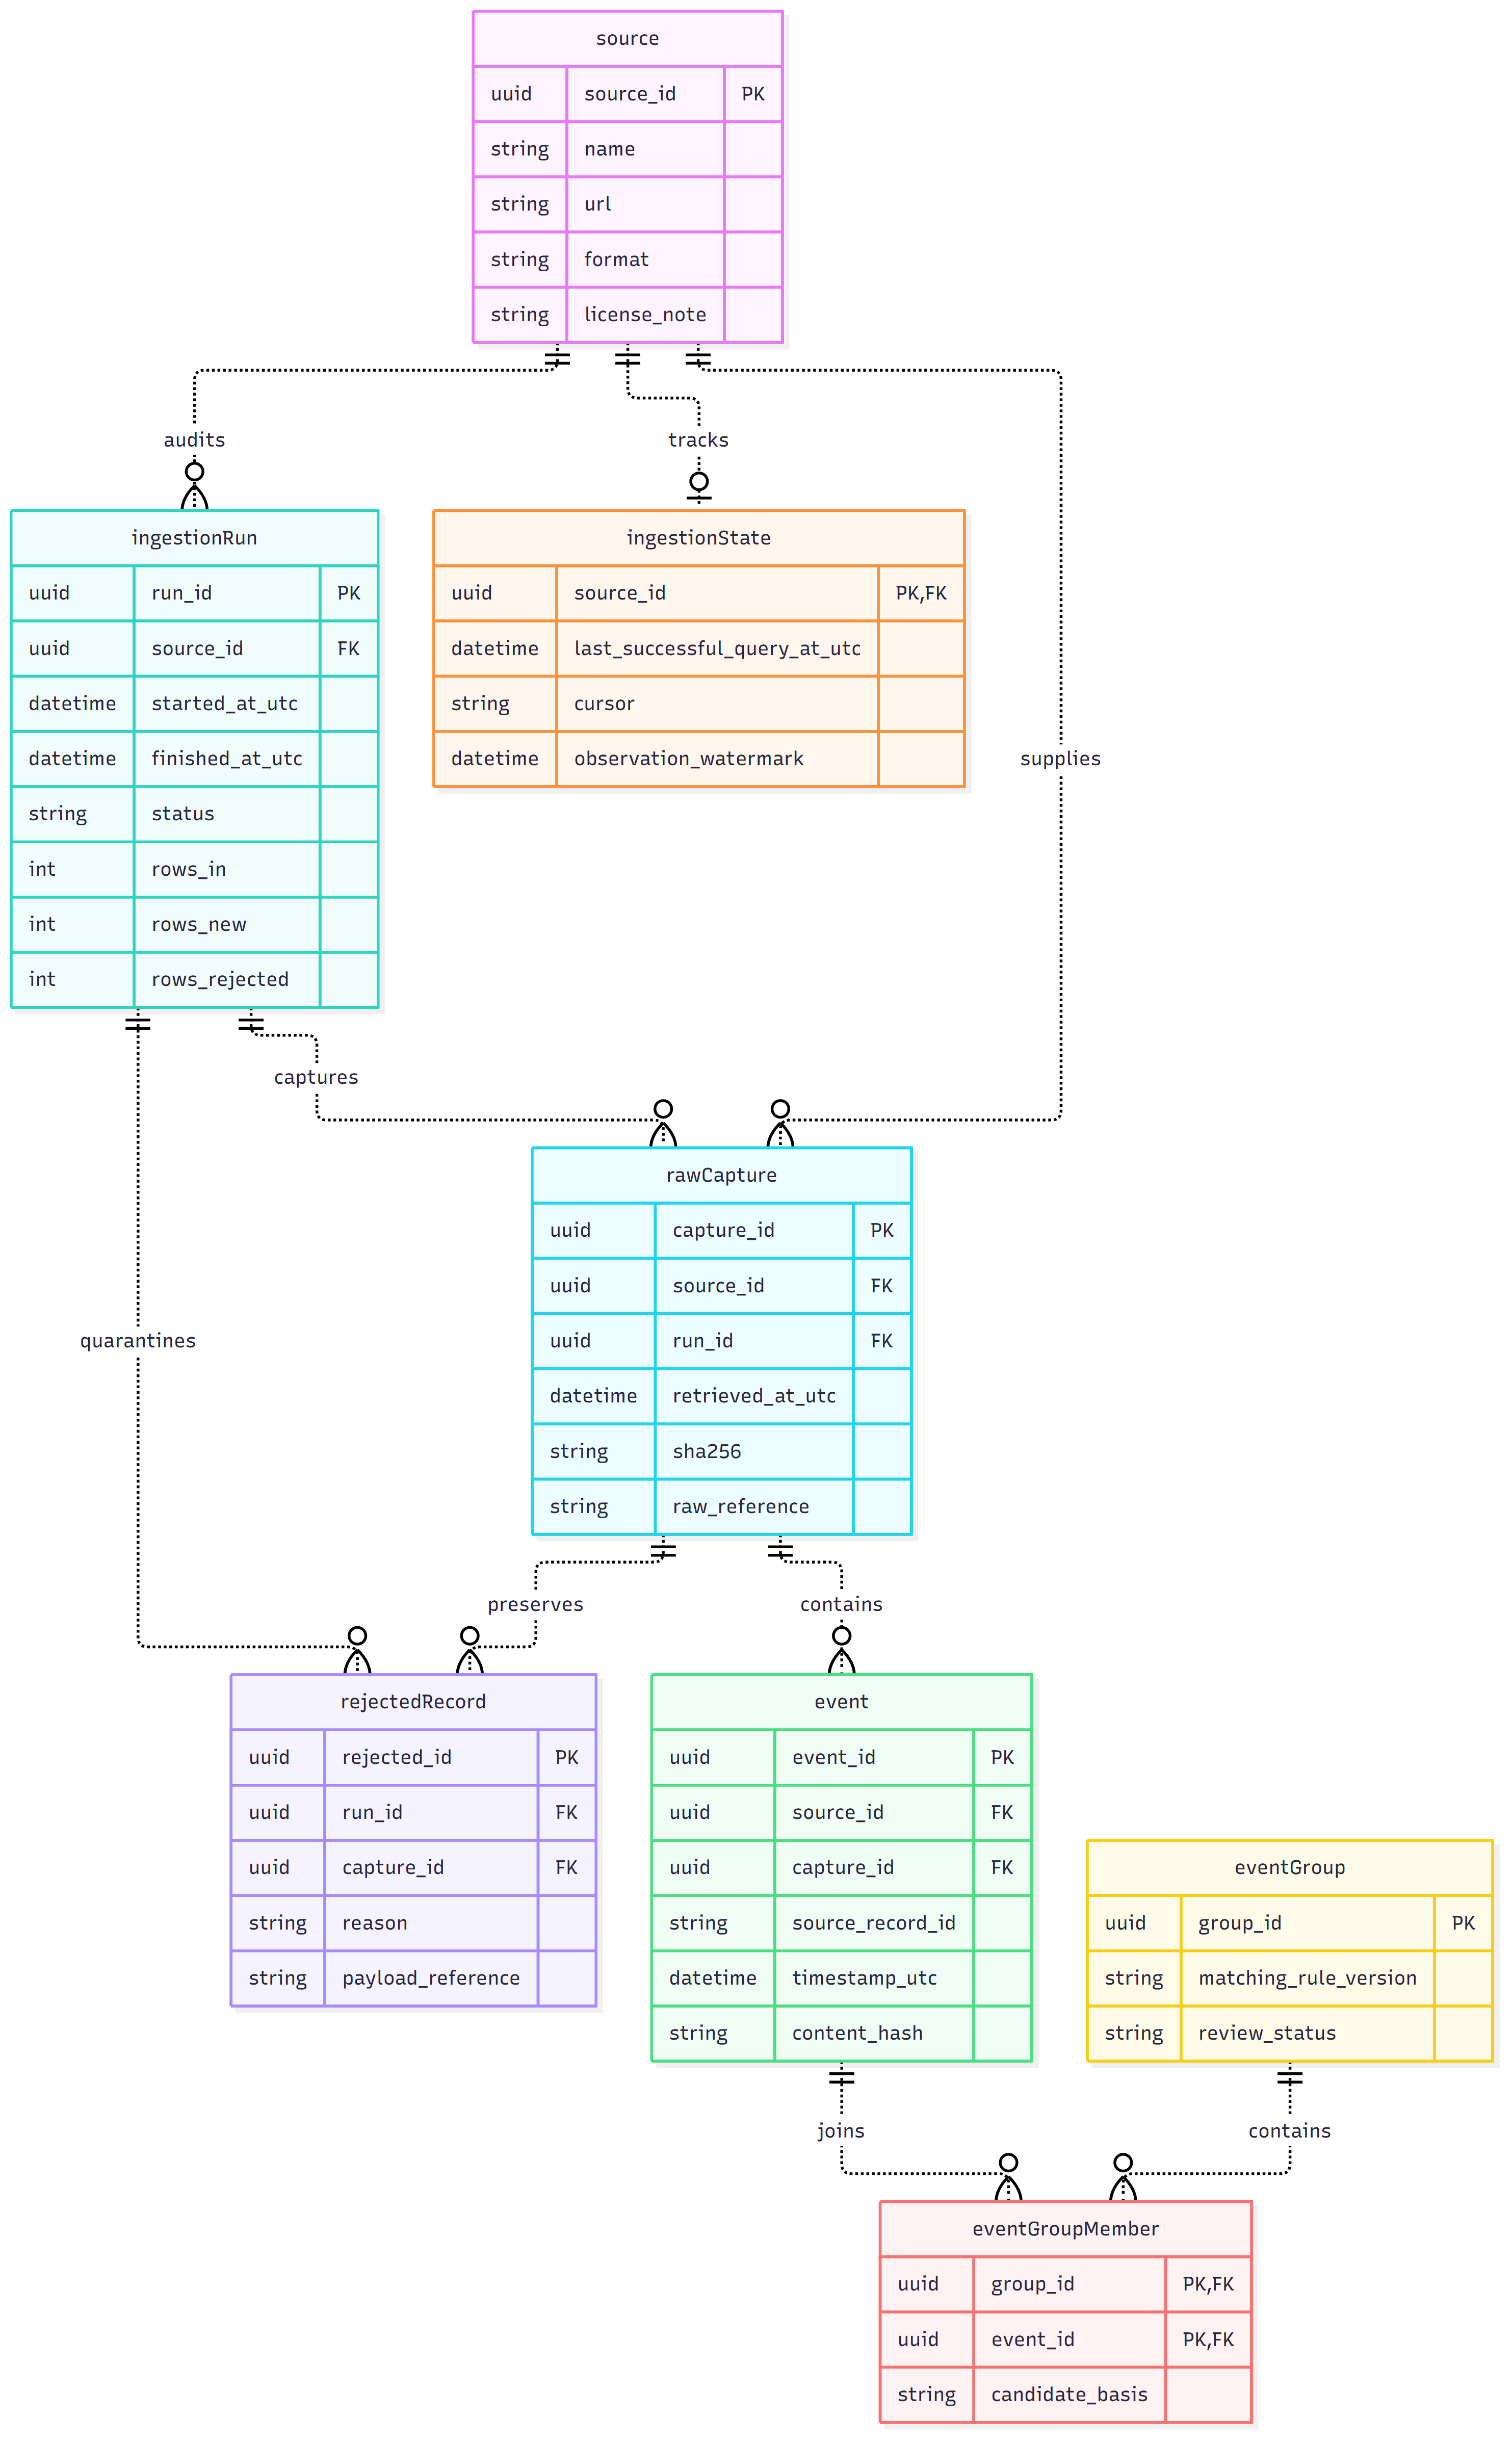 source
uuid source_id PK
string name
string url
string format
string license_note
audits
tracks
supplies
ingestionRun
uuid run_id PK
uuid source_id FK
datetime started_at_utc
datetime finished_at_utc
string status
int rows_in
int rows_new
int rows_rejected
ingestionState
uuid source_id PK,FK
datetime last_successful_query_at_utc
string cursor
datetime observation_watermark
captures
quarantines
rawCapture
uuid capture_id PK
uuid source_id FK
uuid run_id FK
datetime retrieved_at_utc
string sha256
string raw_reference
preserves
contains
rejectedRecord
uuid rejected_id PK
uuid run_id FK
uuid capture_id FK
string reason
string payload_reference
event
uuid event_id PK
uuid source_id FK
uuid capture_id FK
string source_record_id
datetime timestamp_utc
string content_hash
eventGroup
uuid group_id PK
string matching_rule_version
string review_status
joins
contains
eventGroupMember
uuid group_id PK,FK
uuid event_id PK,FK
string candidate_basis